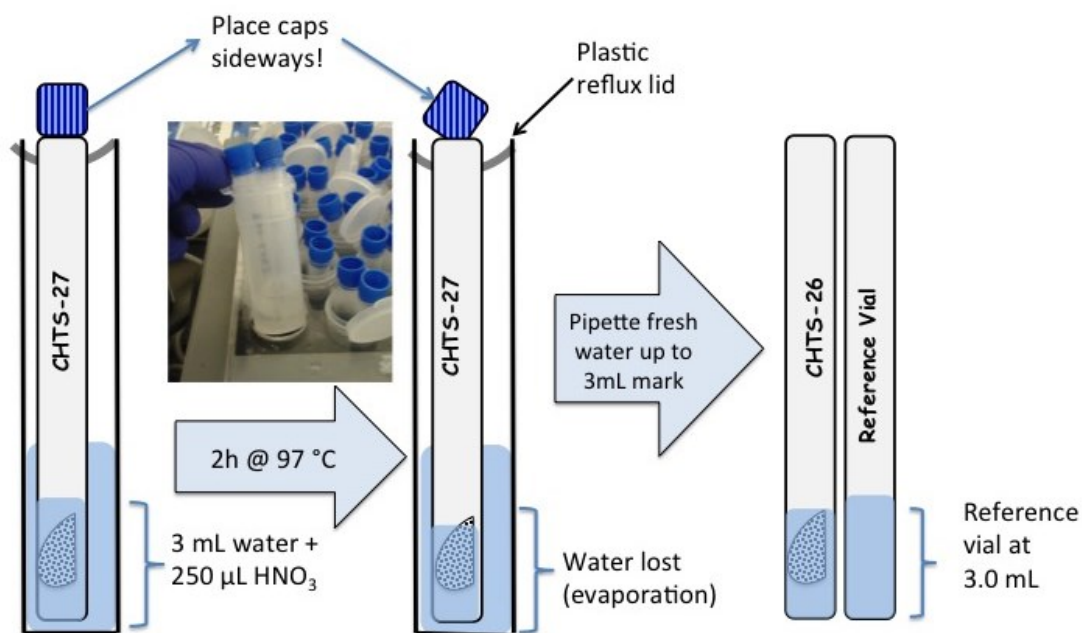 Place caps
sideways!
Plastic
reflux lid
CHTS-27
CHTS-27
CHTS-26
Reference Vial
2h @ 97 °C
Pipette fresh
water up to
3mL mark
3 mL water +
250 µL HNO₃
Water lost
(evaporation)
Reference
vial at
3.0 mL